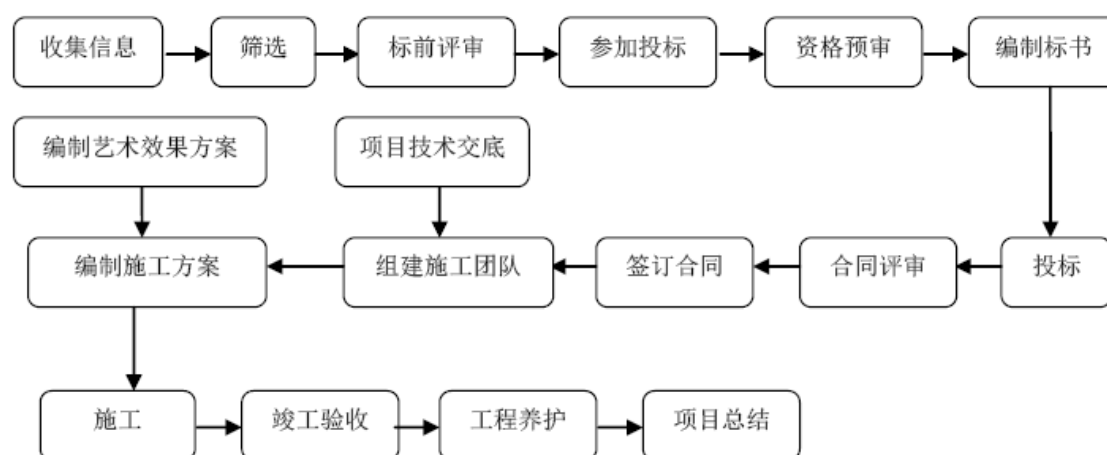 收集信息
筛选
标前评审
参加投标
资格预审
编制标书
编制艺术效果方案
项目技术交底
编制施工方案
组建施工团队
签订合同
合同评审
投标
施工
竣工验收
工程养护
项目总结